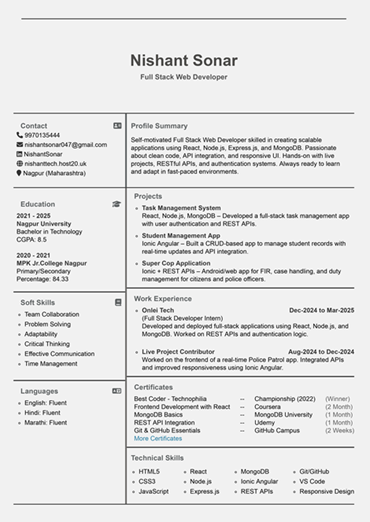 Nishant Sonar
Full Stack Web Developer
Contact
9970135444
nishantsonar047@gmail.com
NishantSonar
nishanttech.host20.uk
Nagpur (Maharashtra)
Education
2021 - 2025
Nagpur University
Bachelor in Technology
CGPA: 8.5
2020 - 2021
MPK Jr.College Nagpur
Primary/Secondary
Percentage: 84.33
Soft Skills
Team Collaboration
Problem Solving
Adaptability
Critical Thinking
Effective Communication
Time Management
Languages
English: Fluent
Hindi: Fluent
Marathi: Fluent
Profile Summary
Self-motivated Full Stack Web Developer skilled in creating scalable
applications using React, Node.js, Express.js, and MongoDB. Passionate
about clean code, API integration, and responsive UI. Hands-on with live
projects, RESTful APIs, and authentication systems. Always ready to learn
and adapt in fast-paced environments.
Projects
Task Management System
React, Node.js, MongoDB – Developed a full-stack task management app
with user authentication and REST APIs.
Student Management App
Ionic Angular – Built a CRUD-based app to manage student records with
real-time updates and API integration.
Super Cop Application
Ionic + REST APIs – Android/web app for FIR, case handling, and duty
management for citizens and police officers.
Work Experience
Onlei Tech Dec-2024 to Mar-2025
(Full Stack Developer Intern)
Developed and deployed full-stack applications using React, Node.js, and
MongoDB. Worked on REST APIs and authentication logic.
Live Project Contributor Aug-2024 to Dec-2024
Worked on the frontend of a real-time Police Patrol app. Integrated APIs
and improved responsiveness using Ionic Angular.
Certificates
Best Coder - Technophilia -- Championship (2022) (Winner)
Frontend Development with React -- Coursera (2 Month)
MongoDB Basics -- MongoDB University (1 Month)
REST API Integration -- Udemy (1 Month)
Git & GitHub Essentials -- GitHub Campus (2 Weeks)
More Certificates
Technical Skills
HTML5 React MongoDB Git/GitHub
CSS3 Node.js Ionic Angular VS Code
JavaScript Express.js REST APIs Responsive Design